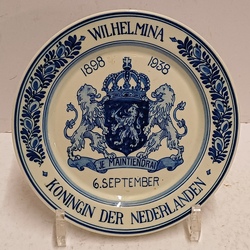 WILHELMINA
1898 1938
JE MAINTIENDRAI
6.SEPTEMBER
KONINGIN DER NEDERLANDEN